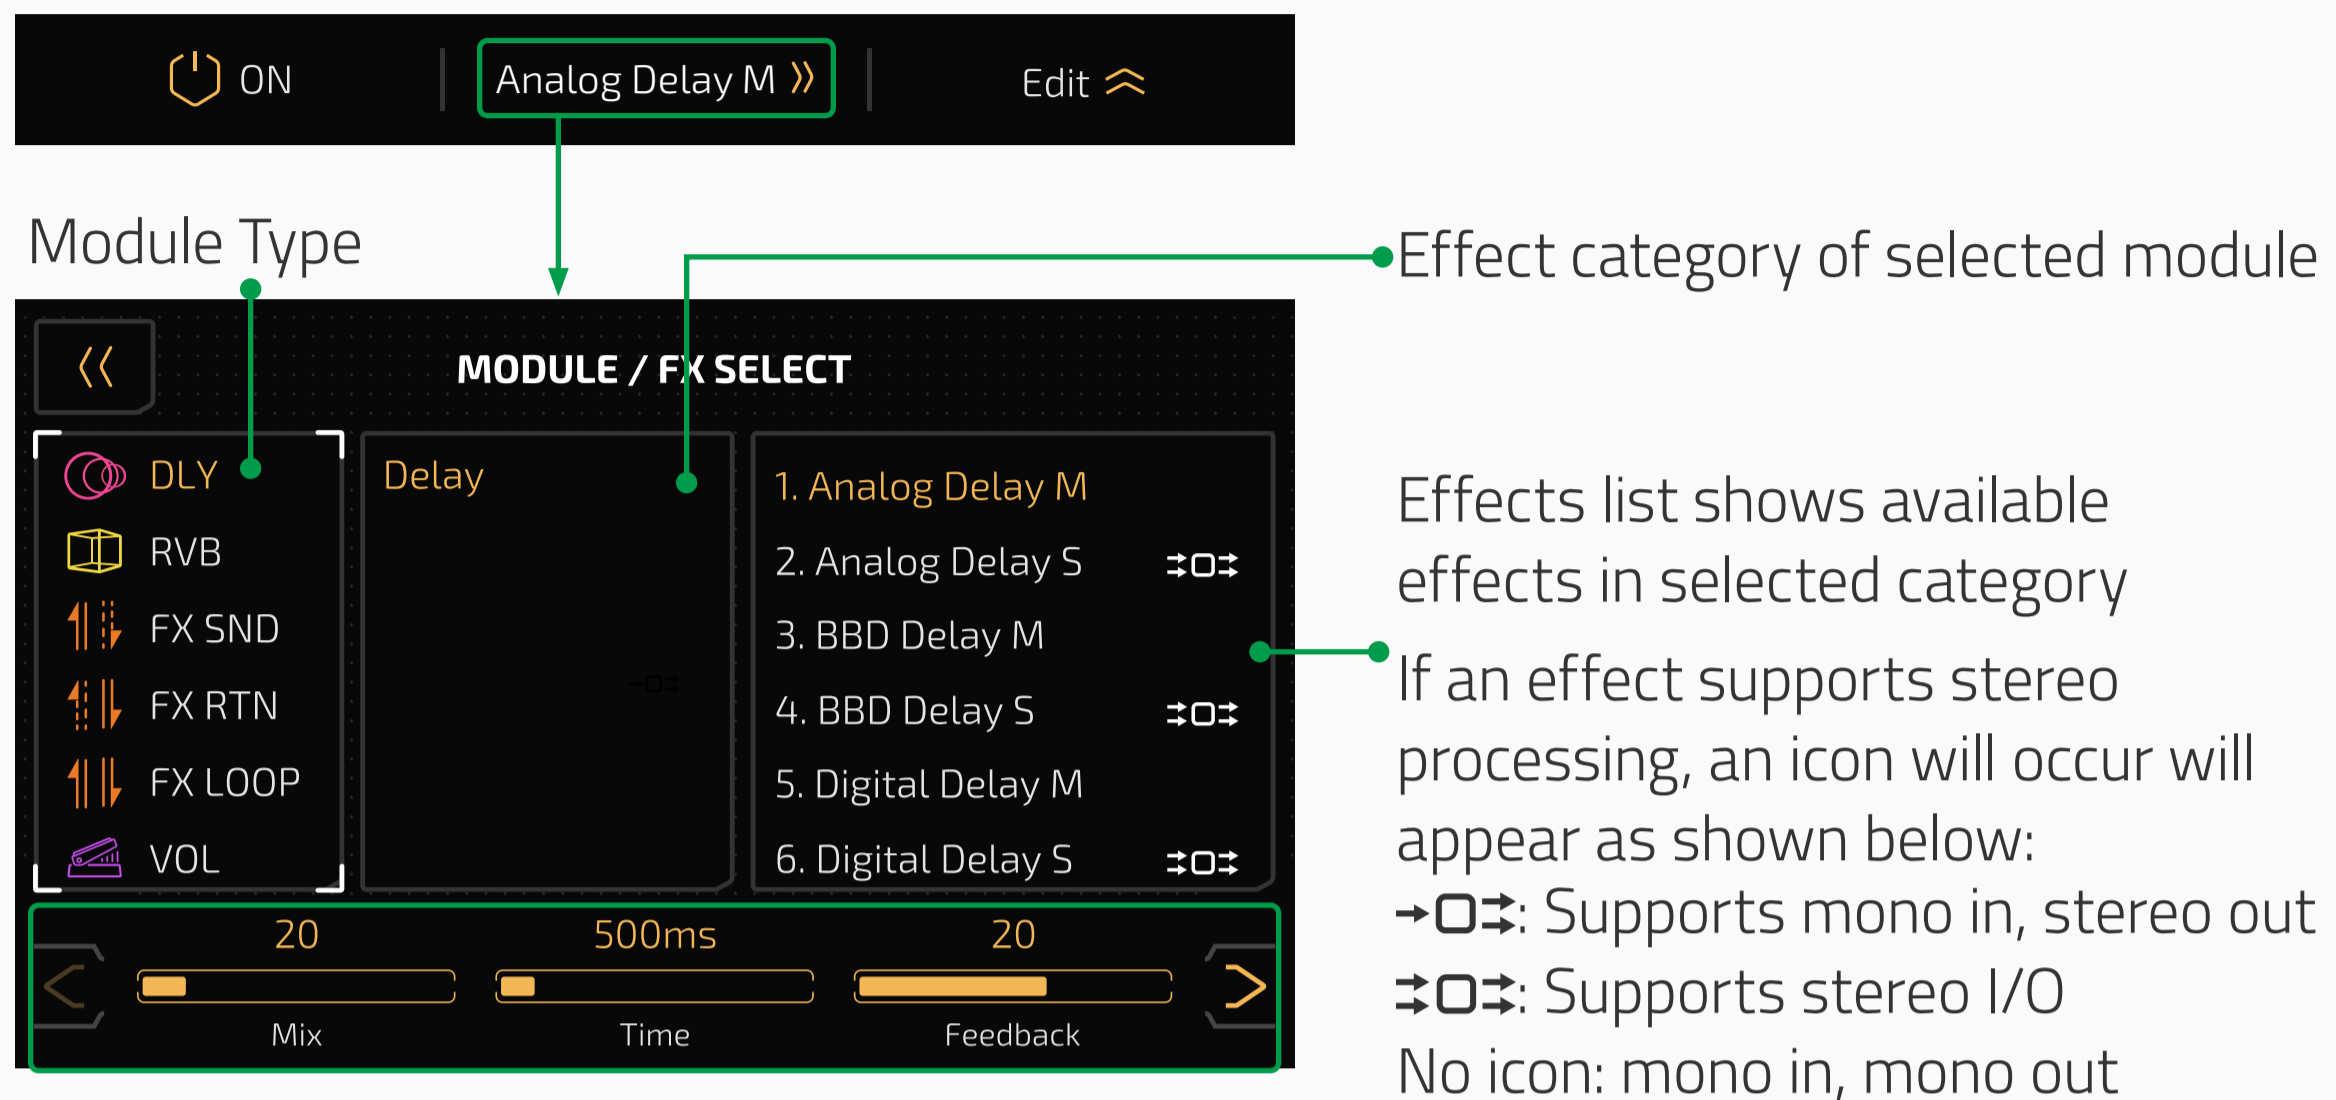 ON
Analog Delay M
Edit
Module Type
Effect category of selected module
MODULE / FX SELECT
DLY
RVB
FX SND
FX RTN
FX LOOP
VOL
Delay
1. Analog Delay M
2. Analog Delay S
3. BBD Delay M
4. BBD Delay S
5. Digital Delay M
6. Digital Delay S
Effects list shows available
effects in selected category
If an effect supports stereo
processing, an icon will occur will
appear as shown below:
: Supports mono in, stereo out
: Supports stereo I/O
No icon: mono in, mono out
20
500ms
20
Mix
Time
Feedback